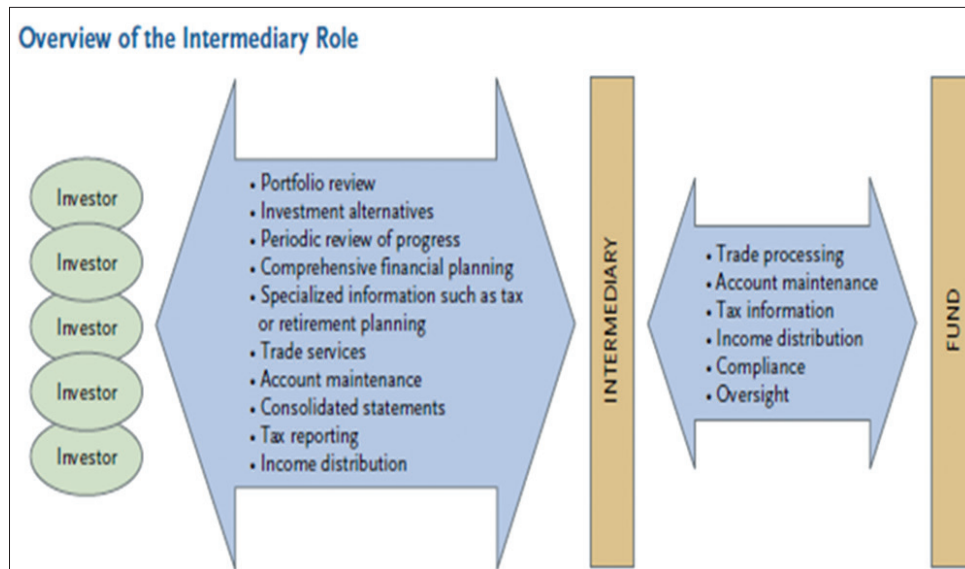 Overview of the Intermediary Role
Investor
Investor
Investor
Investor
Investor
• Portfolio review
• Investment alternatives
• Periodic review of progress
• Comprehensive financial planning
• Specialized information such as tax
or retirement planning
• Trade services
• Account maintenance
• Consolidated statements
• Tax reporting
• Income distribution
INTERMEDIARY
• Trade processing
• Account maintenance
• Tax information
• Income distribution
• Compliance
• Oversight
FUND